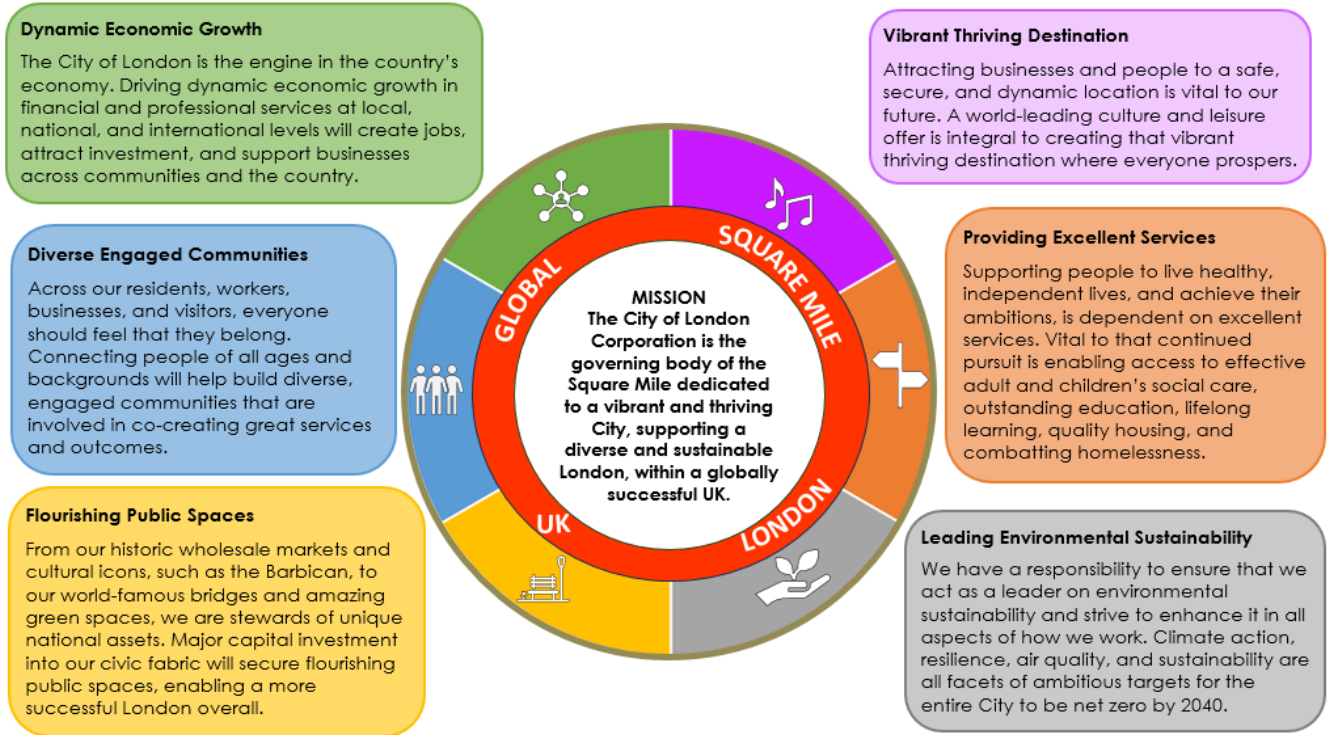 Dynamic Economic Growth
The City of London is the engine in the country's
economy. Driving dynamic economic growth in
financial and professional services at local,
national, and international levels will create jobs,
attract investment, and support businesses
across communities and the country.
Diverse Engaged Communities
Across our residents, workers,
businesses, and visitors, everyone
should feel that they belong.
Connecting people of all ages and
backgrounds will help build diverse,
engaged communities that are
involved in co-creating great services
and outcomes.
Flourishing Public Spaces
From our historic wholesale markets and
cultural icons, such as the Barbican, to
our world-famous bridges and amazing
green spaces, we are stewards of unique
national assets. Major capital investment
into our civic fabric will secure flourishing
public spaces, enabling a more
successful London overall.
GLOBAL
SQUARE MILE
UK
LONDON
MISSION
The City of London
Corporation is the
governing body of the
Square Mile dedicated
to a vibrant and thriving
City, supporting a
diverse and sustainable
London, within a globally
successful UK.
Vibrant Thriving Destination
Attracting businesses and people to a safe,
secure, and dynamic location is vital to our
future. A world-leading culture and leisure
offer is integral to creating that vibrant
thriving destination where everyone prospers.
Providing Excellent Services
Supporting people to live healthy,
independent lives, and achieve their
ambitions, is dependent on excellent
services. Vital to that continued
pursuit is enabling access to effective
adult and children's social care,
outstanding education, lifelong
learning, quality housing, and
combatting homelessness.
Leading Environmental Sustainability
We have a responsibility to ensure that we
act as a leader on environmental
sustainability and strive to enhance it in all
aspects of how we work. Climate action,
resilience, air quality, and sustainability are
all facets of ambitious targets for the
entire City to be net zero by 2040.